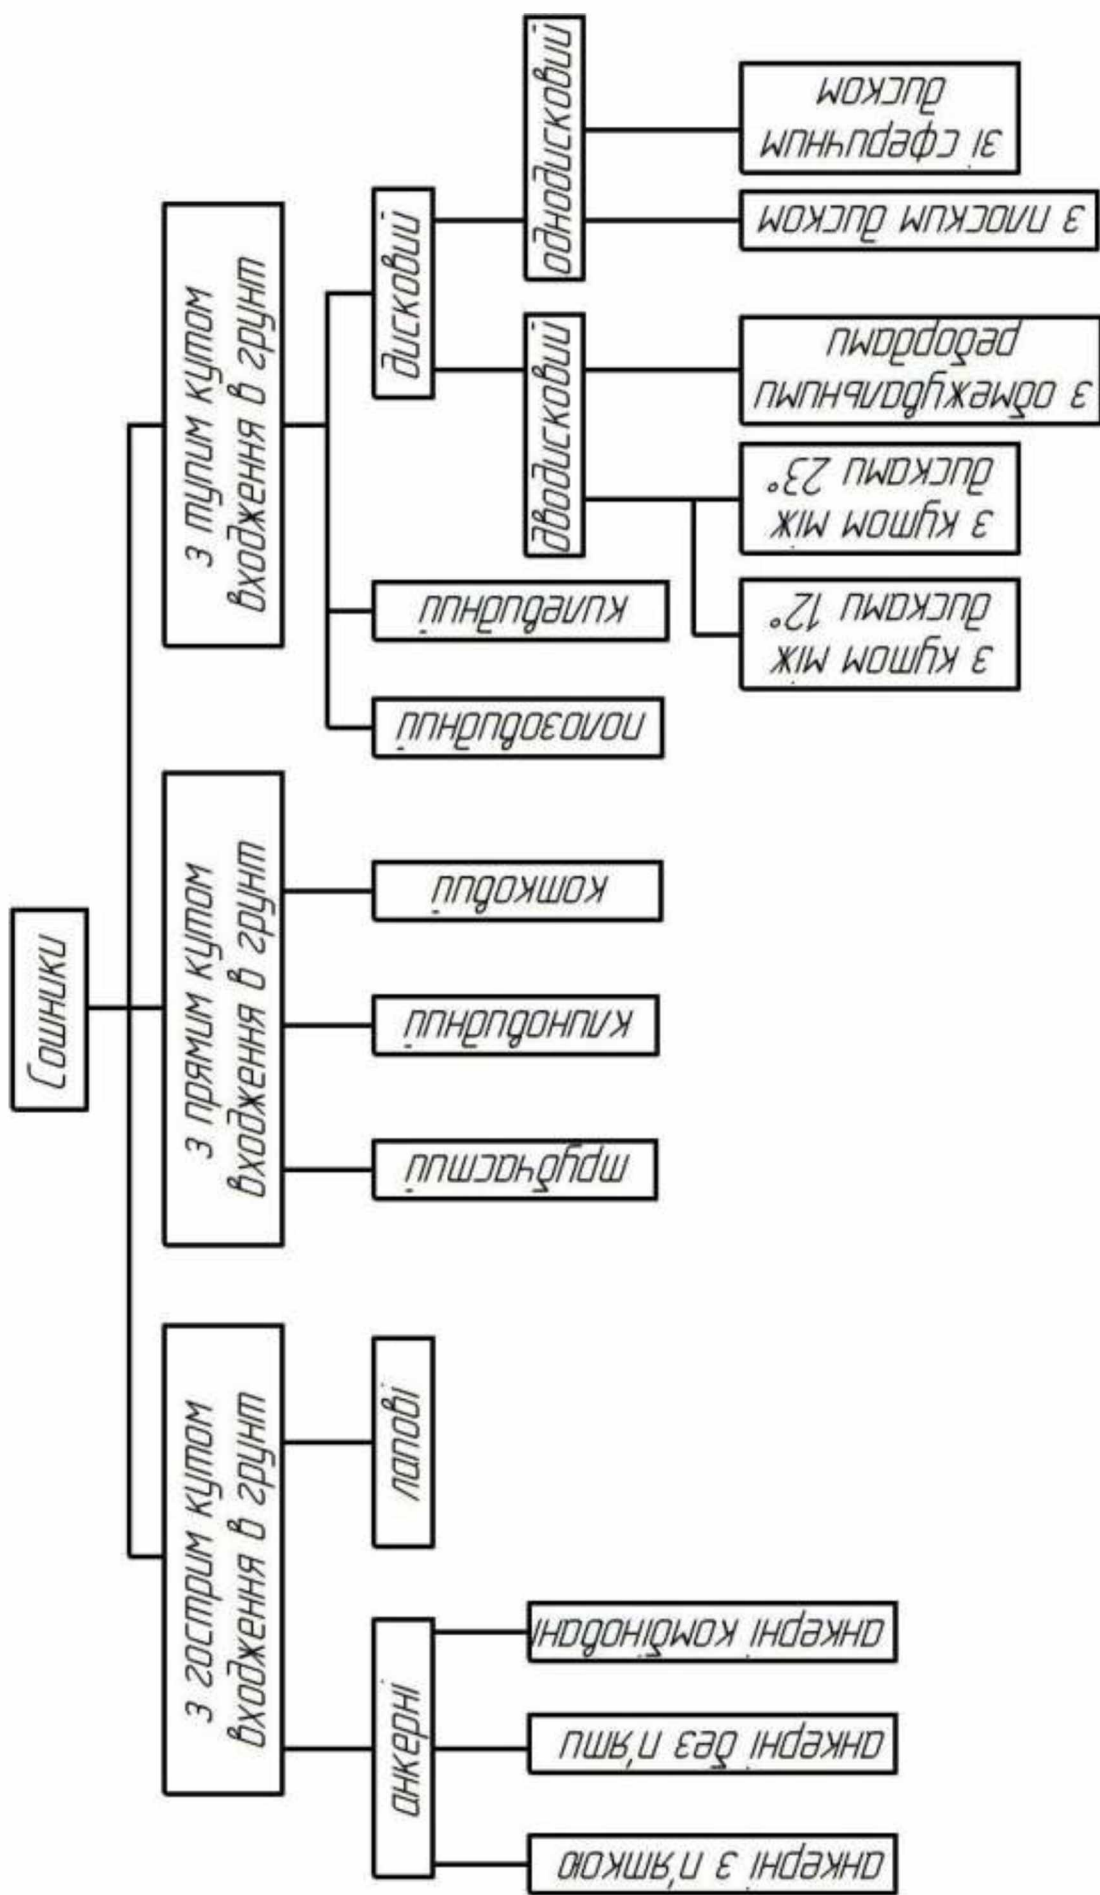 Сошники
з гострим кутом
входження в грунт
з прямим кутом
входження в грунт
з тупим кутом
входження в грунт
анкерні
лапові
трубчастий
клиновидний
котковий
полозовидний
килевидний
дисковий
анкерні з п'яткою
анкерні без п'яти
анкерні комбіновані
дводисковий
однодисковий
з кутом між
дисками 12°
з кутом між
дисками 23°
з обмежувальними
ребордами
з плоским диском
зі сферичним
диском